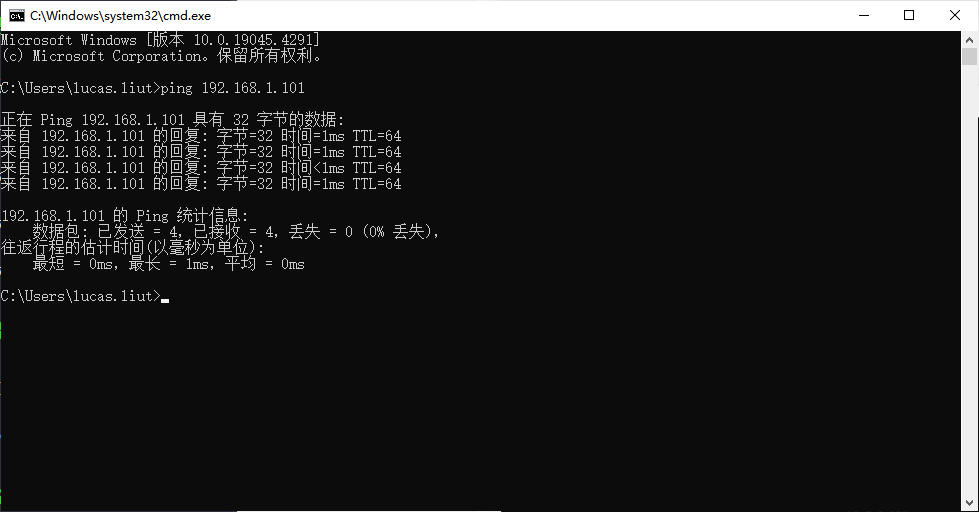 C:\Windows\system32\cmd.exe
Microsoft Windows [版本 10.0.19045.4291]
(c) Microsoft Corporation。保留所有权利。
C:\Users\lucas.liut>ping 192.168.1.101
正在 Ping 192.168.1.101 具有 32 字节的数据:
来自 192.168.1.101 的回复: 字节=32 时间=1ms TTL=64
来自 192.168.1.101 的回复: 字节=32 时间=1ms TTL=64
来自 192.168.1.101 的回复: 字节=32 时间<1ms TTL=64
来自 192.168.1.101 的回复: 字节=32 时间=1ms TTL=64
192.168.1.101 的 Ping 统计信息:
数据包: 已发送 = 4, 已接收 = 4, 丢失 = 0 (0% 丢失),
往返行程的估计时间(以毫秒为单位):
最短 = 0ms, 最长 = 1ms, 平均 = 0ms
C:\Users\lucas.liut>